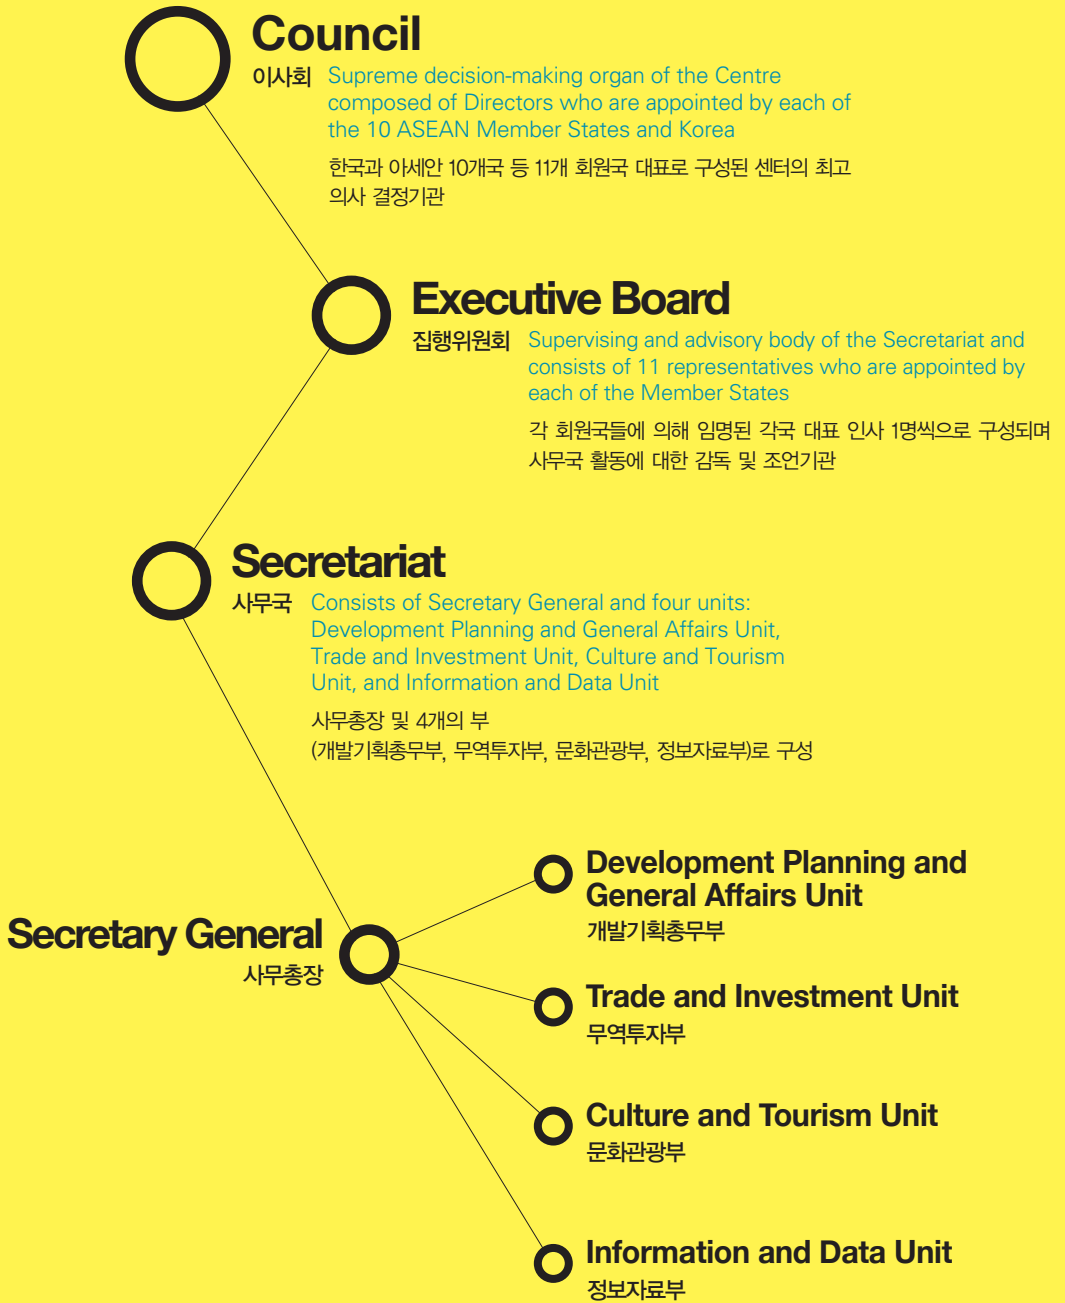 Council
이사회 Supreme decision-making organ of the Centre
composed of Directors who are appointed by each of
the 10 ASEAN Member States and Korea
한국과 아세안 10개국 등 11개 회원국 대표로 구성된 센터의 최고
의사 결정기관
Executive Board
집행위원회 Supervising and advisory body of the Secretariat and
consists of 11 representatives who are appointed by
each of the Member States
각 회원국들에 의해 임명된 각국 대표 인사 1명씩으로 구성되며
사무국 활동에 대한 감독 및 조언기관
Secretariat
사무국 Consists of Secretary General and four units:
Development Planning and General Affairs Unit,
Trade and Investment Unit, Culture and Tourism
Unit, and Information and Data Unit
사무총장 및 4개의 부
(개발기획총무부, 무역투자부, 문화관광부, 정보자료부)로 구성
Secretary General
사무총장
Development Planning and
General Affairs Unit
개발기획총무부
Trade and Investment Unit
무역투자부
Culture and Tourism Unit
문화관광부
Information and Data Unit
정보자료부